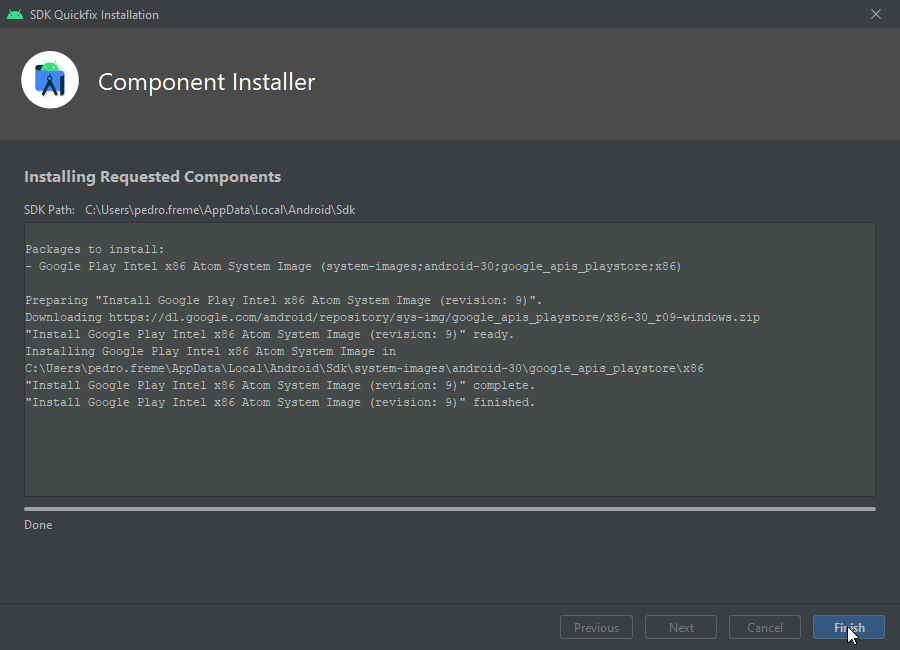 SDK Quickfix Installation
Component Installer
Installing Requested Components
SDK Path: C:\Users\pedro.freme\AppData\Local\Android\Sdk
Packages to install:
- Google Play Intel x86 Atom System Image (system-images;android-30;google_apis_playstore;x86)
Preparing "Install Google Play Intel x86 Atom System Image (revision: 9)".
Downloading https://dl.google.com/android/repository/sys-img/google_apis_playstore/x86-30_r09-windows.zip
"Install Google Play Intel x86 Atom System Image (revision: 9)" ready.
Installing Google Play Intel x86 Atom System Image in
C:\Users\pedro.freme\AppData\Local\Android\Sdk\system-images\android-30\google_apis_playstore\x86
"Install Google Play Intel x86 Atom System Image (revision: 9)" complete.
"Install Google Play Intel x86 Atom System Image (revision: 9)" finished.
Done
Previous Next Cancel Finish